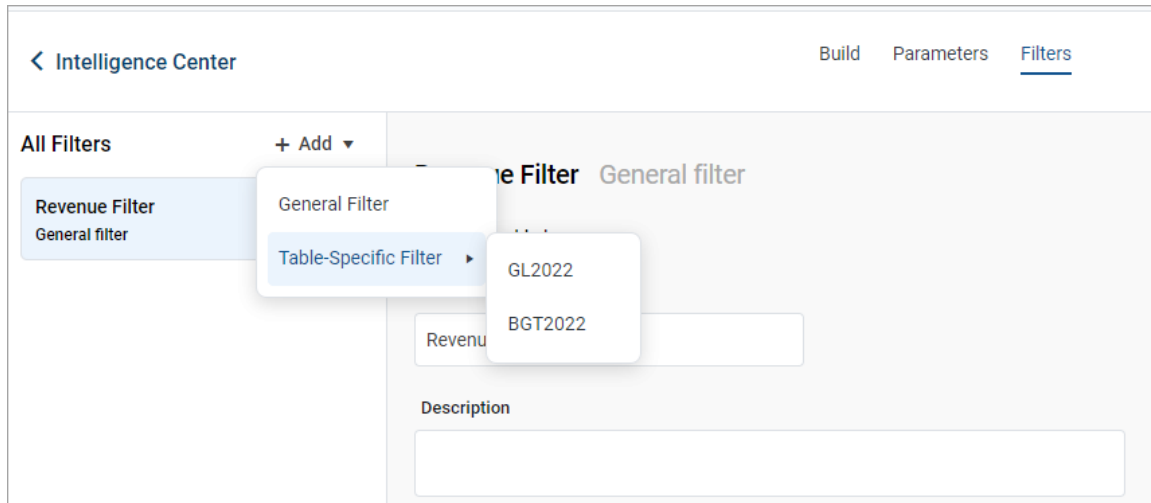 Intelligence Center
Build Parameters Filters
All Filters
+ Add
Revenue Filter
General filter
General Filter
Table-Specific Filter
GL2022
BGT2022
Filter General filter
Description